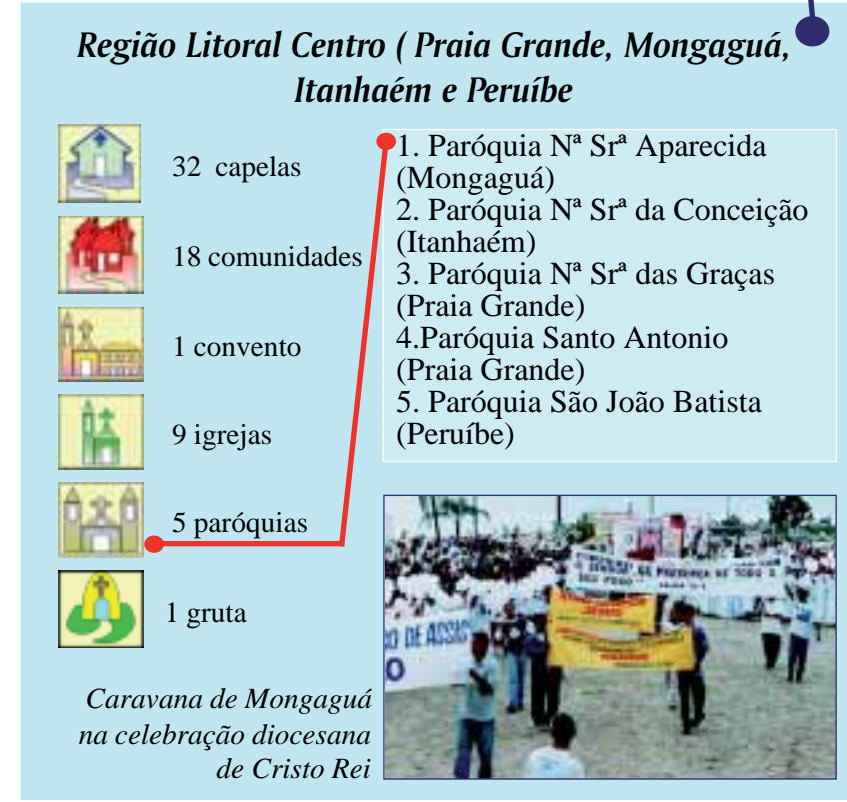 Região Litoral Centro ( Praia Grande, Mongaguá,
Itanhaém e Peruíbe
32 capelas
18 comunidades
1 convento
9 igrejas
5 paróquias
1 gruta
1. Paróquia Nª Srª Aparecida
(Mongaguá)
2. Paróquia Nª Srª da Conceição
(Itanhaém)
3. Paróquia Nª Srª das Graças
(Praia Grande)
4.Paróquia Santo Antonio
(Praia Grande)
5. Paróquia São João Batista
(Peruíbe)
DE ASSIS
Caravana de Mongaguá
na celebração diocesana
de Cristo Rei